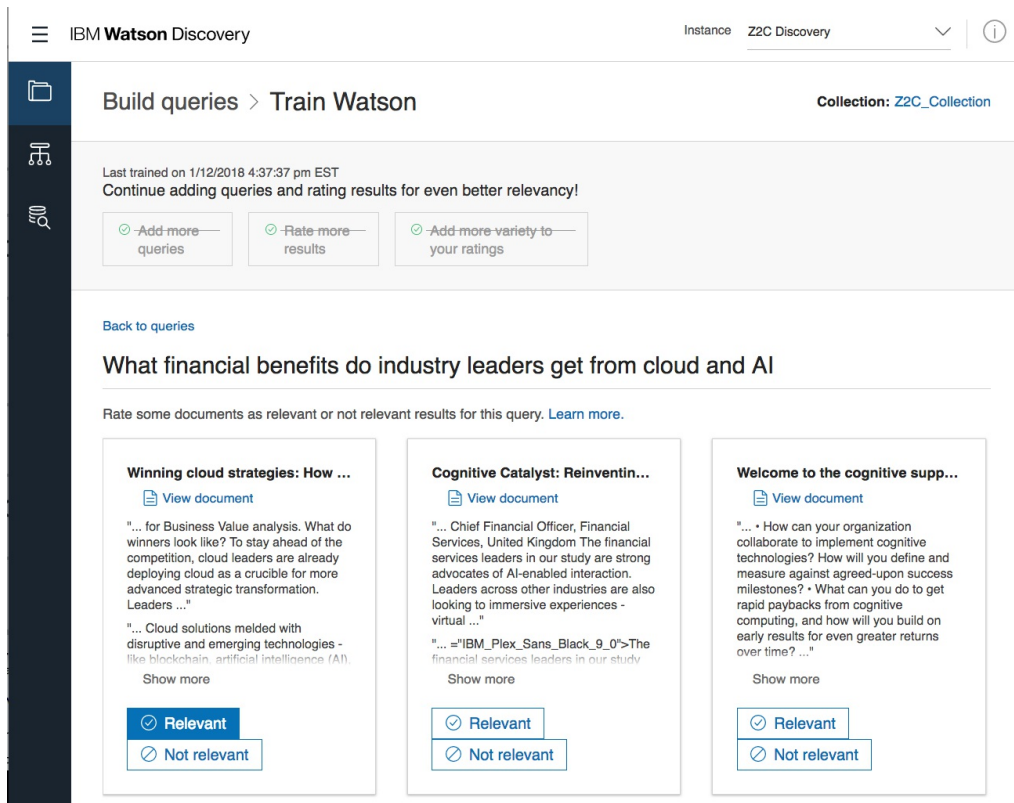 IBM Watson Discovery
Instance Z2C Discovery
Build queries > Train Watson
Collection: Z2C_Collection
Last trained on 1/12/2018 4:37:37 pm EST
Continue adding queries and rating results for even better relevancy!
Add more
queries
Rate more
results
Add more variety to
your ratings
Back to queries
What financial benefits do industry leaders get from cloud and AI
Rate some documents as relevant or not relevant results for this query. Learn more.
Winning cloud strategies: How ...
View document
"... for Business Value analysis. What do
winners look like? To stay ahead of the
competition, cloud leaders are already
deploying cloud as a crucible for more
advanced strategic transformation.
Leaders ..."
"... Cloud solutions melded with
disruptive and emerging technologies -
like blockchain, artificial intelligence (AI),
Show more
Relevant
Not relevant
Cognitive Catalyst: Reinventin...
View document
"... Chief Financial Officer, Financial
Services, United Kingdom The financial
services leaders in our study are strong
advocates of AI-enabled interaction.
Leaders across other industries are also
looking to immersive experiences -
virtual ..."
"... ="IBM_Plex_Sans_Black_9_0">The
financial services leaders in our study
Show more
Relevant
Not relevant
Welcome to the cognitive supp...
View document
"... • How can your organization
collaborate to implement cognitive
technologies? How will you define and
measure against agreed-upon success
milestones? • What can you do to get
rapid paybacks from cognitive
computing, and how will you build on
early results for even greater returns
over time? ..."
Show more
Relevant
Not relevant